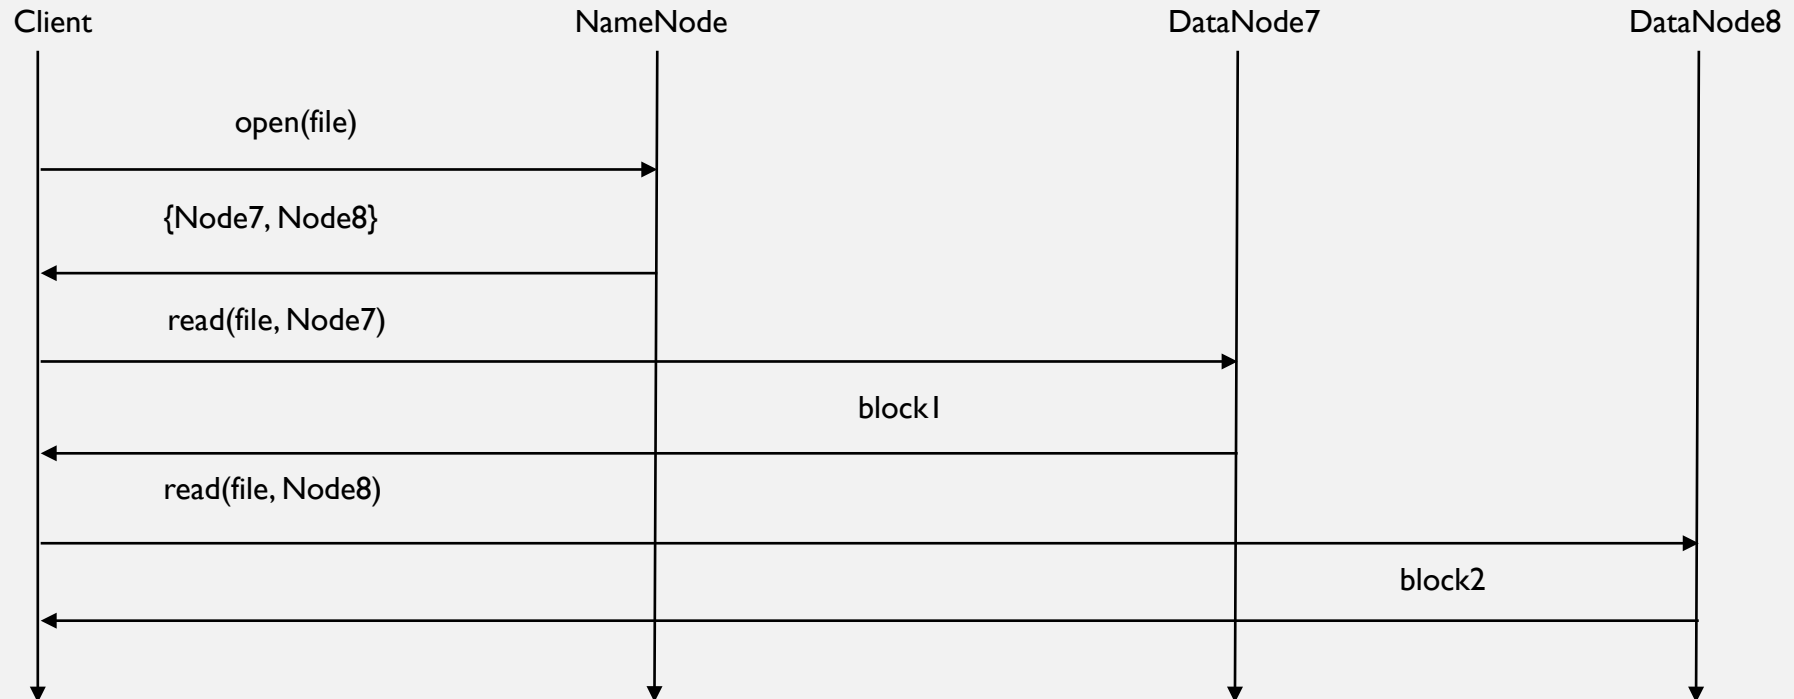 Client
NameNode
DataNode7
DataNode8
open(file)
{Node7, Node8}
read(file, Node7)
block1
read(file, Node8)
block2